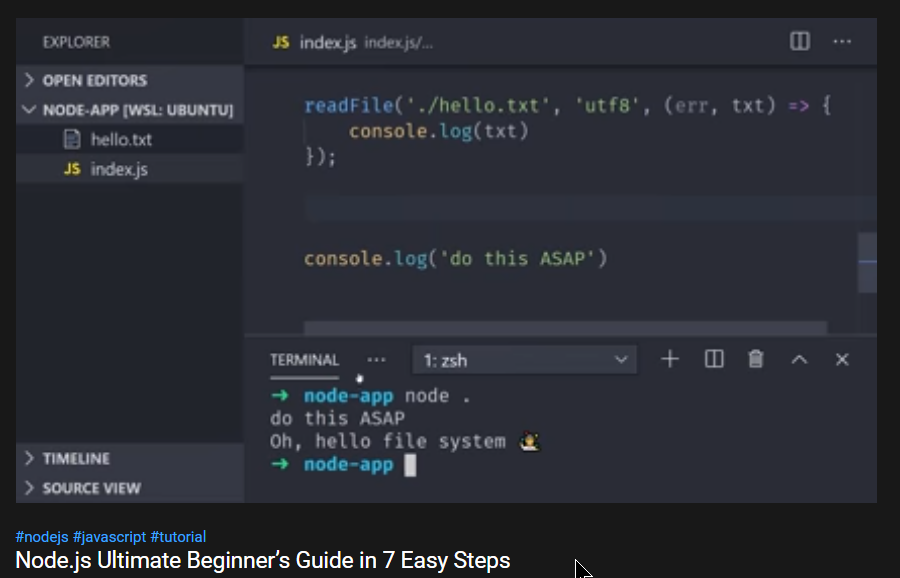 EXPLORER
JS index.js index.js/...
OPEN EDITORS
NODE-APP [WSL: UBUNTU]
hello.txt
JS index.js
readFile('./hello.txt', 'utf8', (err, txt) => {
console.log(txt)
});
console.log('do this ASAP')
TERMINAL ... 1: zsh
→ node-app node .
do this ASAP
Oh, hello file system
→ node-app
TIMELINE
SOURCE VIEW
#nodejs #javascript #tutorial
Node.js Ultimate Beginner’s Guide in 7 Easy Steps